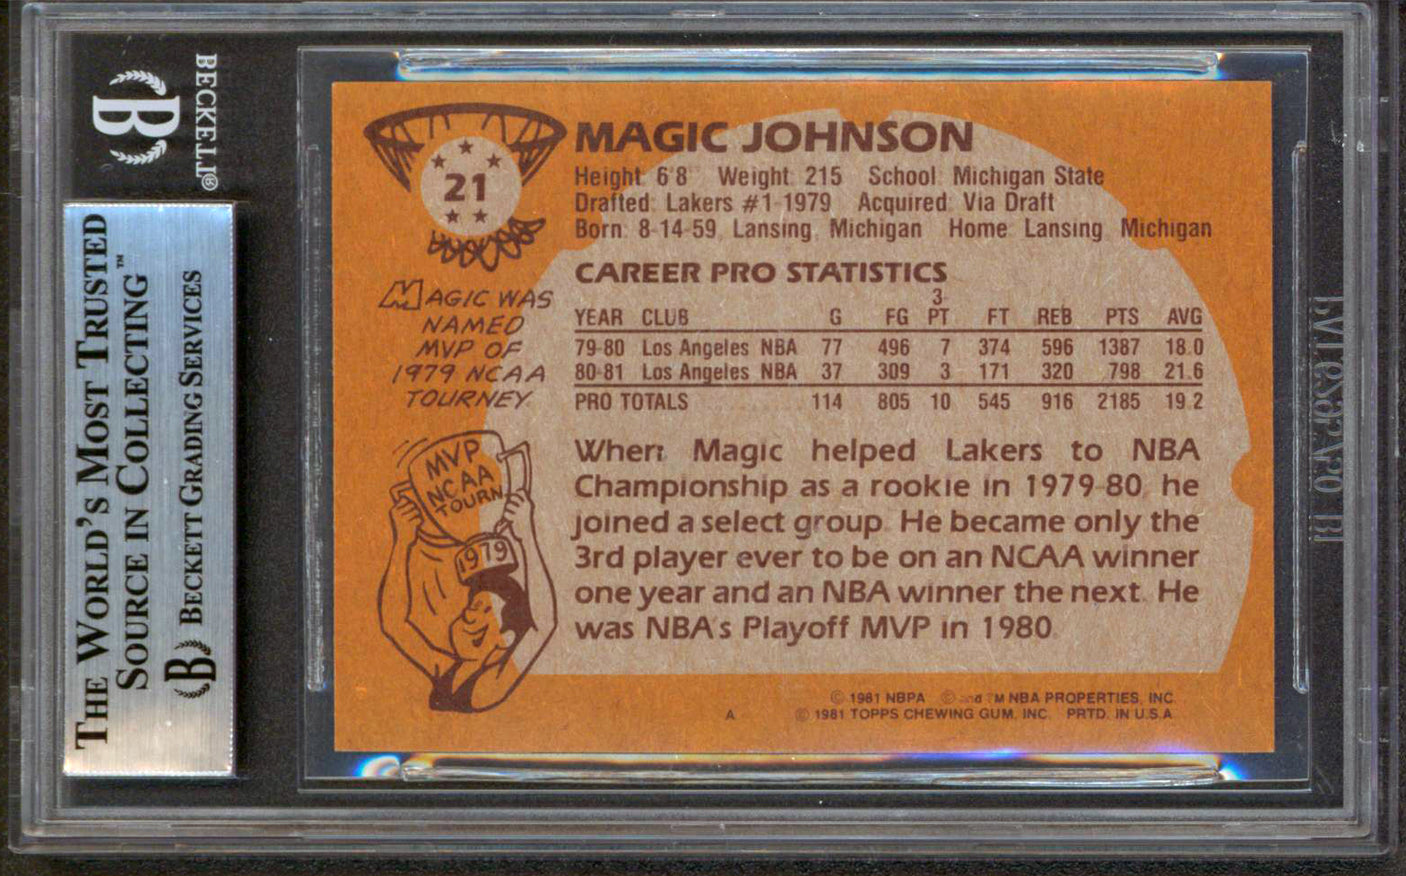 BECKETT®
THE WORLD'S MOST TRUSTED
SOURCE IN COLLECTING™
B BECKETT GRADING SERVICES
21
MAGIC JOHNSON
Height: 6'8" Weight: 215 School: Michigan State
Drafted: Lakers #1-1979 Acquired: Via Draft
Born: 8-14-59, Lansing, Michigan Home: Lansing, Michigan
MAGIC WAS
NAMED
MVP OF
1979 NCAA
TOURNEY.
MVP
NCAA
TOURN
1979
CAREER PRO STATISTICS
YEAR CLUB G FG 3-PT FT REB PTS AVG
79-80 Los Angeles NBA 77 496 7 374 596 1387 18.0
80-81 Los Angeles NBA 37 309 3 171 320 798 21.6
PRO TOTALS 114 805 10 545 916 2185 19.2
When Magic helped Lakers to NBA
Championship as a rookie in 1979-80, he
joined a select group. He became only the
3rd player ever to be on an NCAA winner
one year and an NBA winner the next. He
was NBA's Playoff MVP in 1980.
© 1981 NBPA © and TM NBA PROPERTIES, INC.
A © 1981 TOPPS CHEWING GUM, INC. PRTD. IN U.S.A.